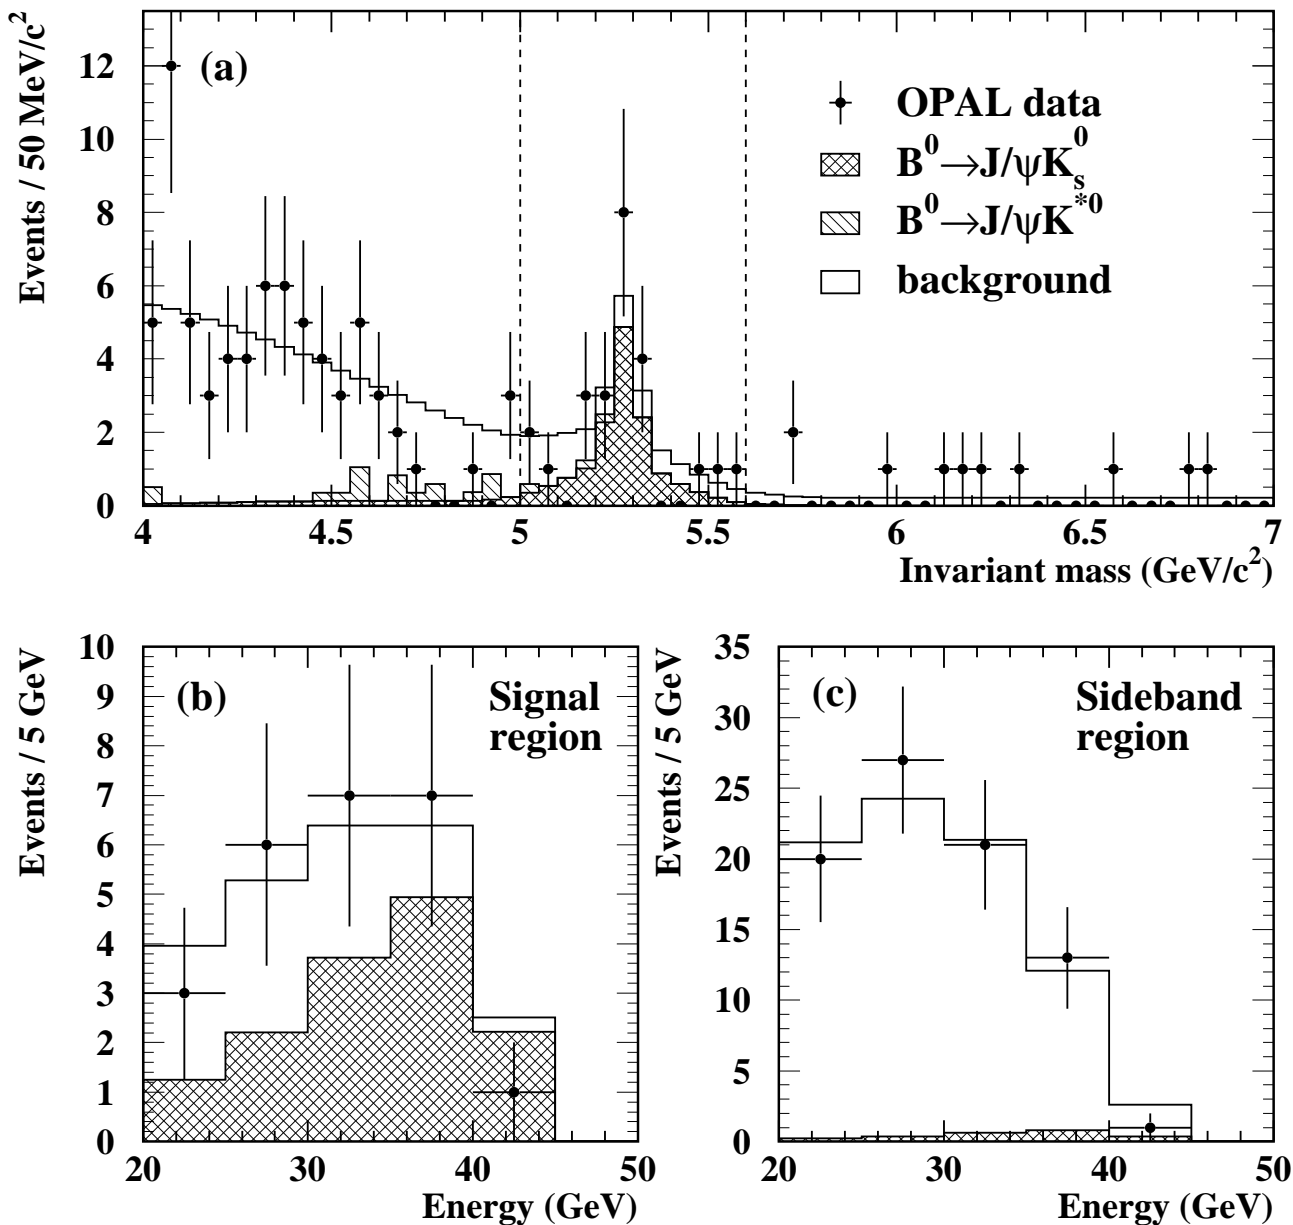 (a)
Events / 50 MeV/c²
12
10
8
6
4
2
0
OPAL data
B⁰→J/ψK⁰ₛ
B⁰→J/ψK*⁰
background
4 4.5 5 5.5 6 6.5 7
Invariant mass (GeV/c²)
(b)
Signal
region
Events / 5 GeV
10
9
8
7
6
5
4
3
2
1
0
20 30 40 50
Energy (GeV)
(c)
Sideband
region
Events / 5 GeV
35
30
25
20
15
10
5
0
20 30 40 50
Energy (GeV)